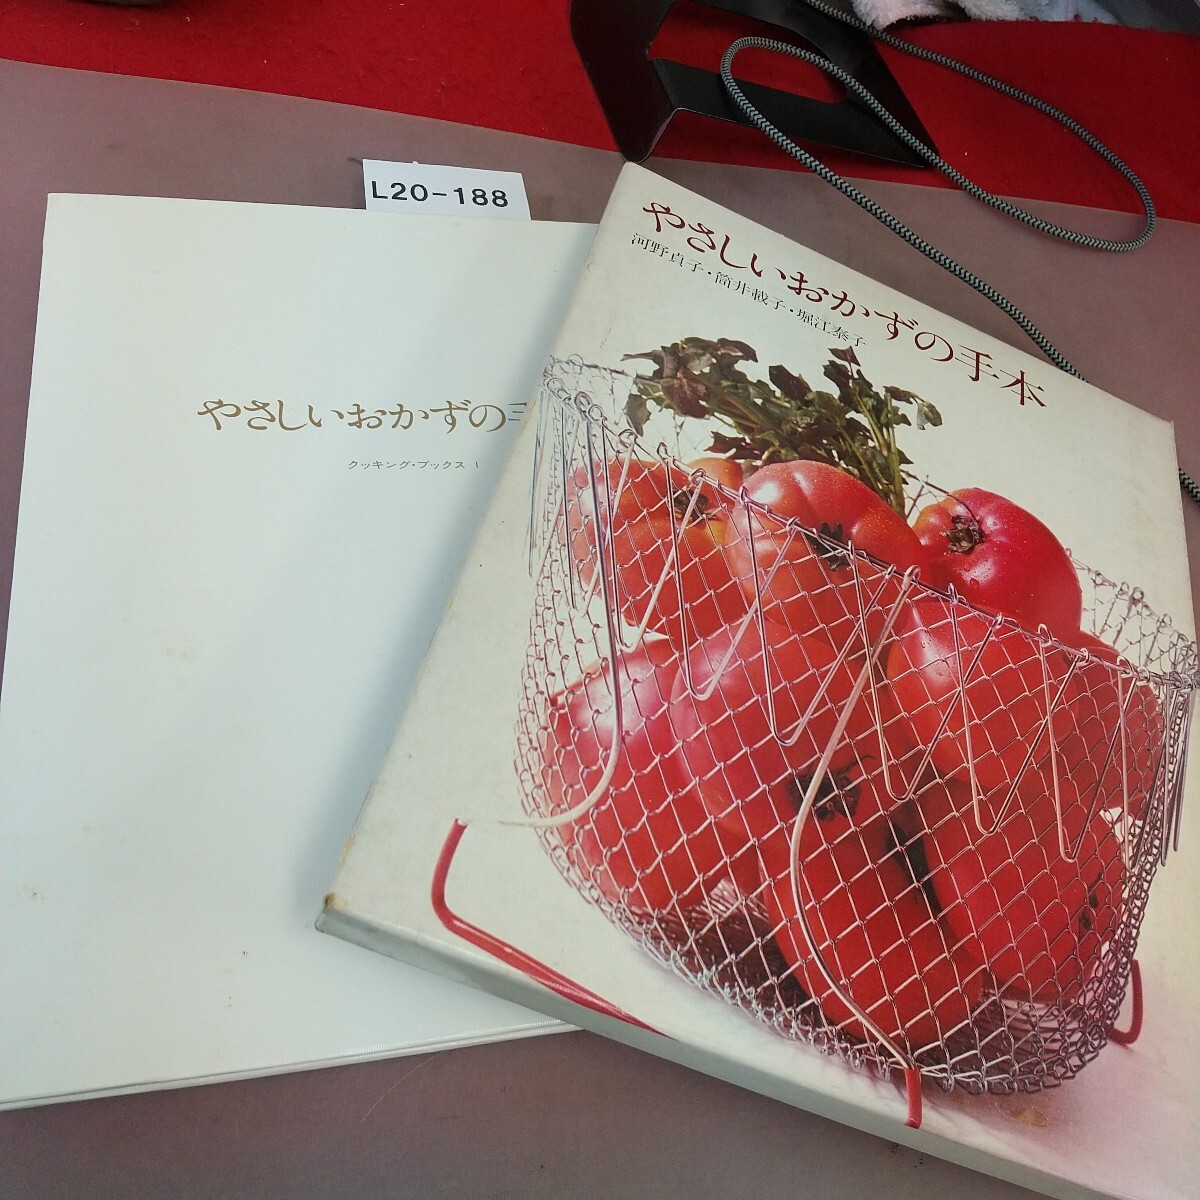 L20-188
やさしいおかずの手本
河野貞子・筒井載子・堀江泰子
やさしいおかずの
クッキング・ブックス 1